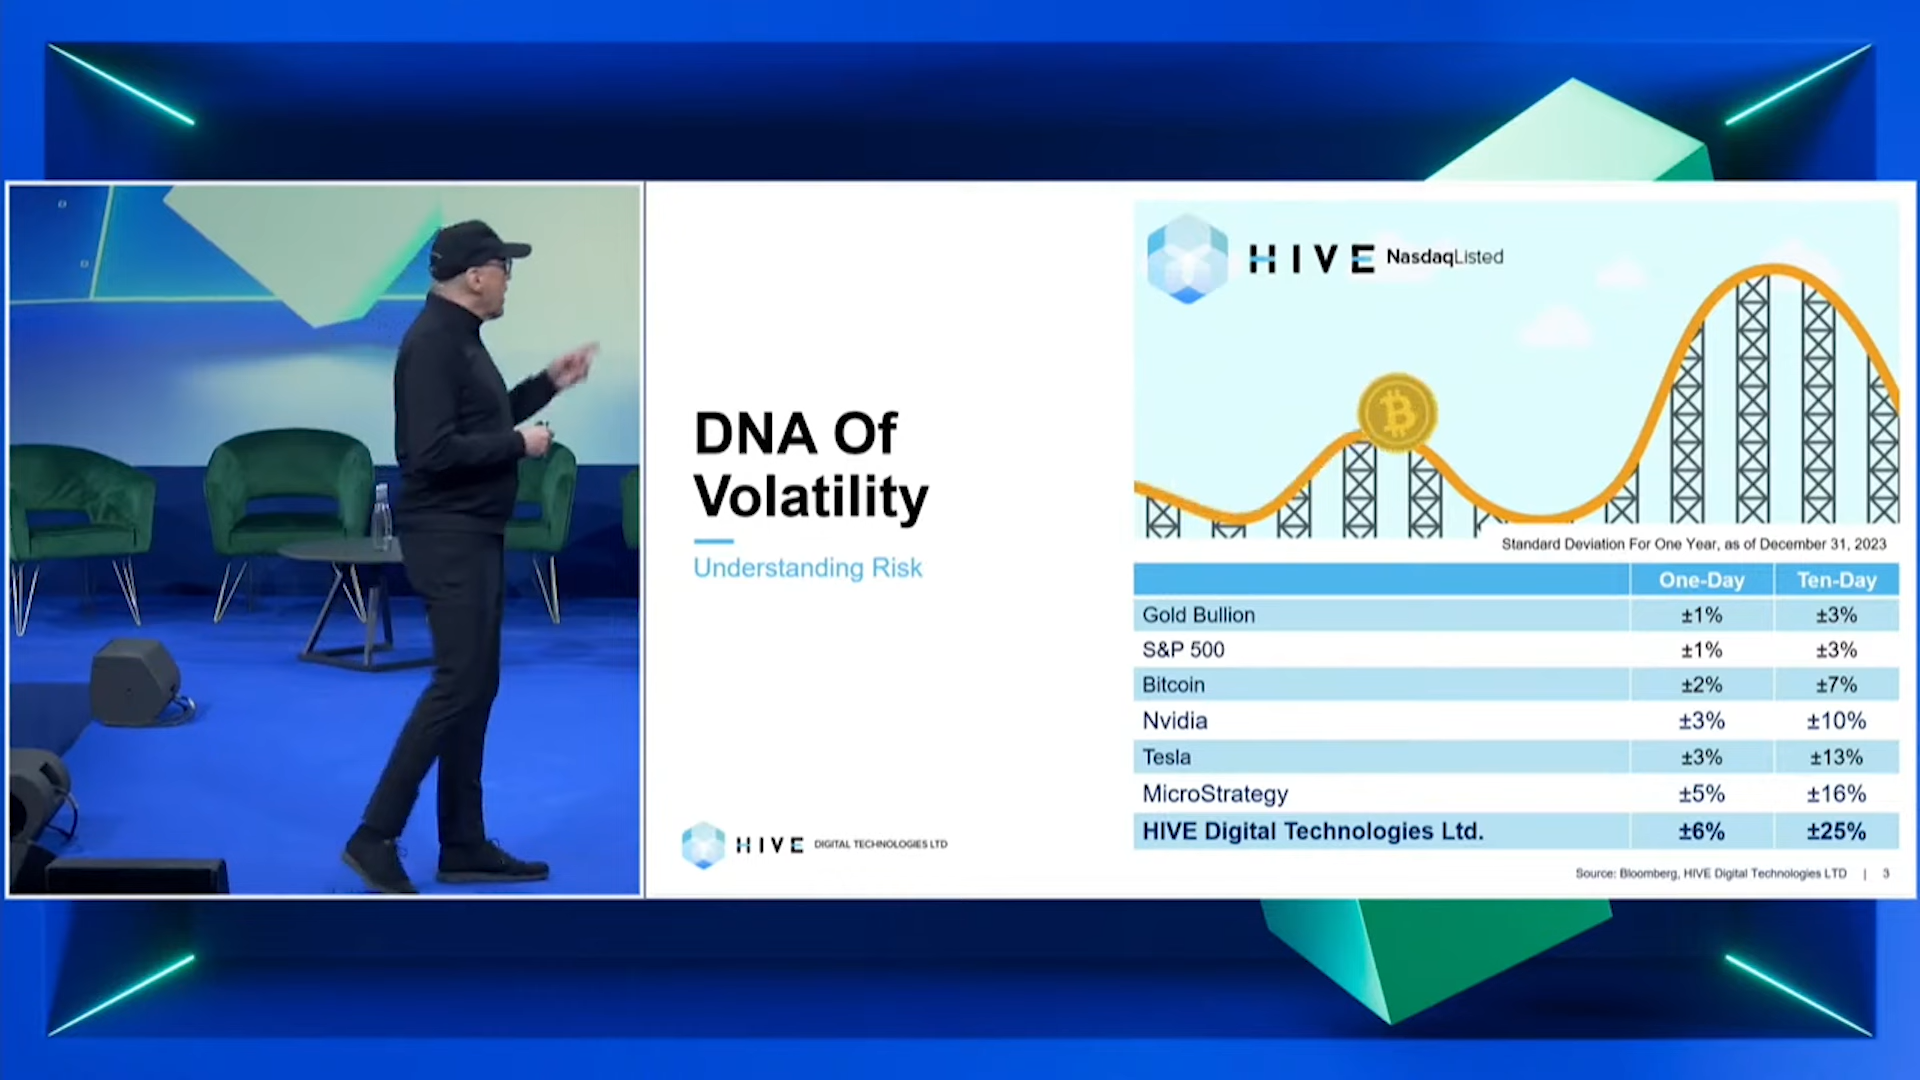 DNA Of
Volatility
Understanding Risk
HIVE DIGITAL TECHNOLOGIES LTD
HIVE NasdaqListed
Standard Deviation For One Year, as of December 31, 2023
One-Day Ten-Day
Gold Bullion ±1% ±3%
S&P 500 ±1% ±3%
Bitcoin ±2% ±7%
Nvidia ±3% ±10%
Tesla ±3% ±13%
MicroStrategy ±5% ±16%
HIVE Digital Technologies Ltd. ±6% ±25%
Source: Bloomberg, HIVE Digital Technologies LTD | 3